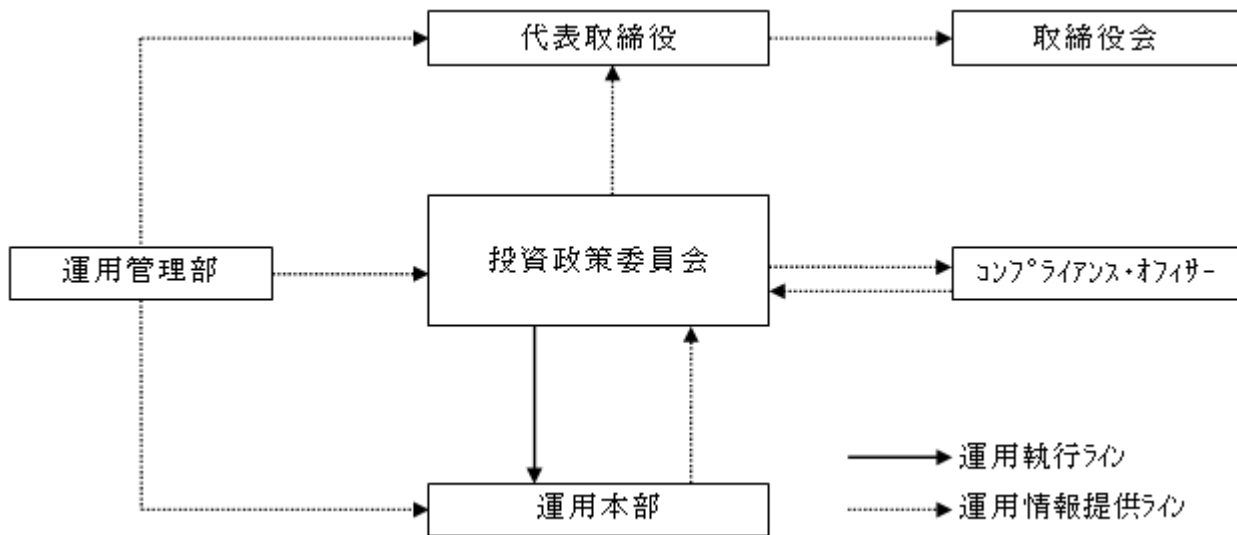 代表取締役
取締役会
投資政策委員会
運用管理部
コンプライアンス・オフィサー
運用執行ライン
運用本部
運用情報提供ライン